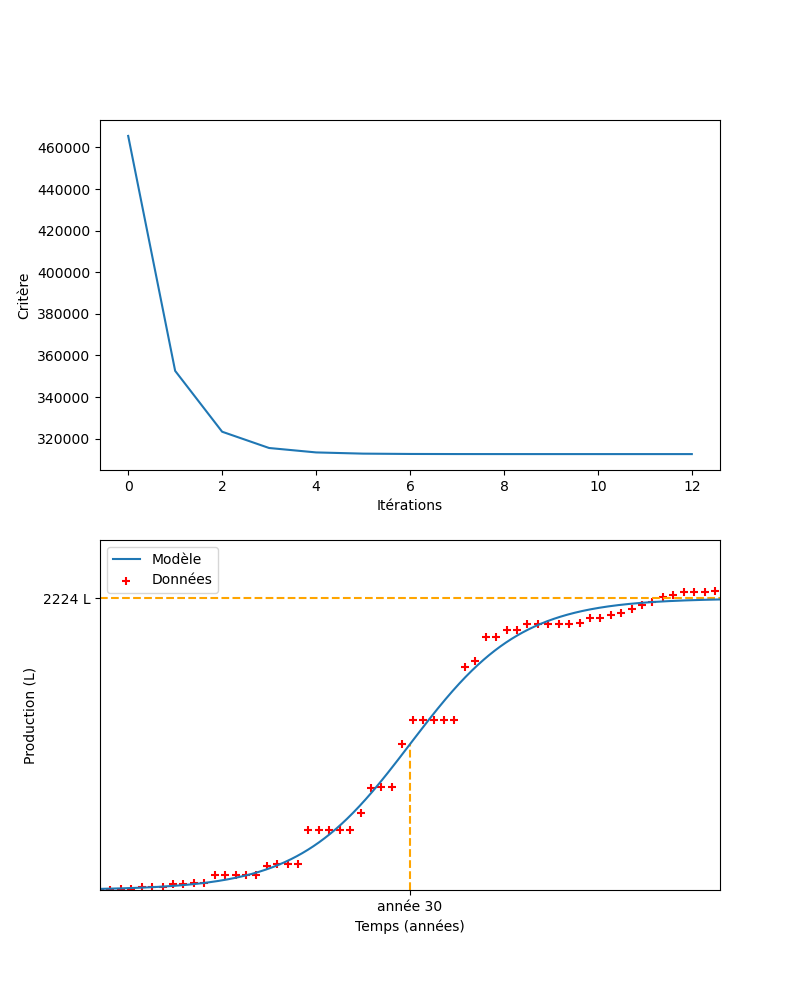 460000
440000
420000
400000
380000
360000
340000
320000
Critère
0 2 4 6 8 10 12
Itérations
Modèle
Données
2224 L
Production (L)
année 30
Temps (années)